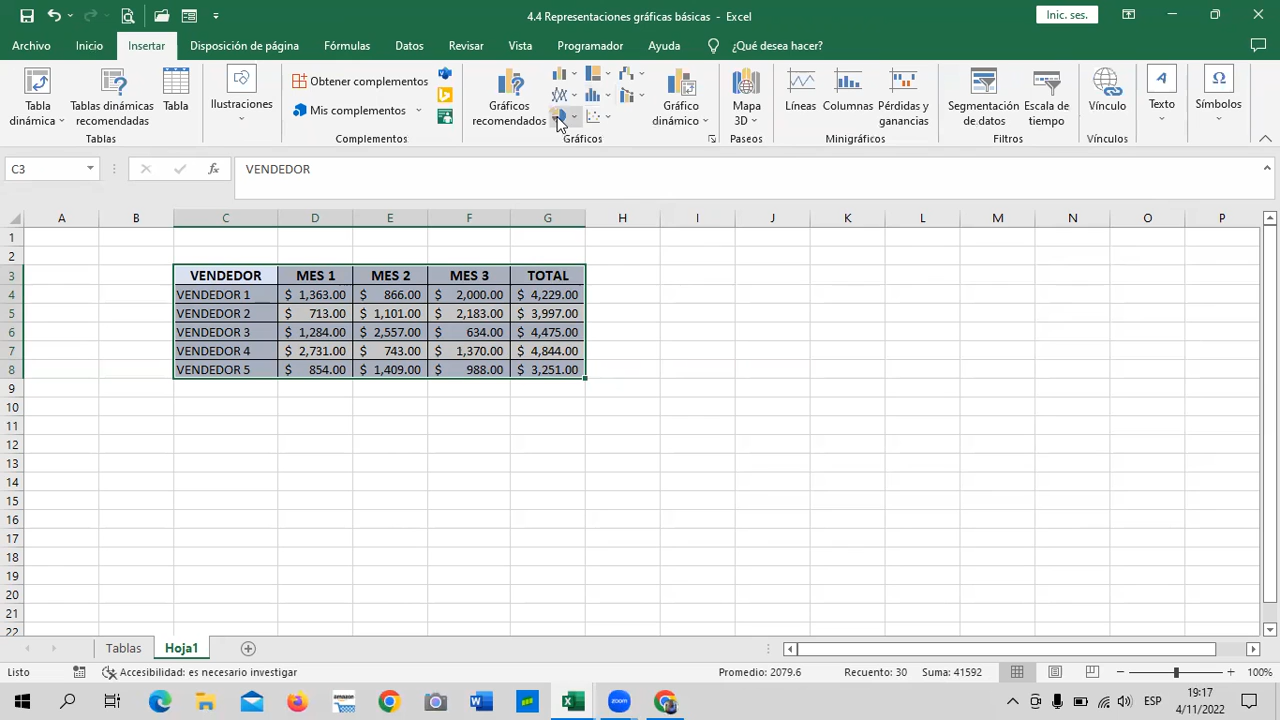 4.4 Representaciones gráficas básicas - Excel
Inic. ses.
Archivo Inicio Insertar Disposición de página Fórmulas Datos Revisar Vista Programador Ayuda ¿Qué desea hacer?
Tabla dinámica
Tablas dinámicas recomendadas
Tabla
Tablas
Ilustraciones
Obtener complementos
Mis complementos
Complementos
Gráficos recomendados
Gráfico dinámico
Gráficos
Mapa 3D
Paseos
Líneas
Columnas
Pérdidas y ganancias
Minigráficos
Segmentación de datos
Escala de tiempo
Filtros
Vínculo
Vínculos
Texto
Símbolos
C3 fx VENDEDOR
A B C D E F G H I J K L M N O P
1
2
3 VENDEDOR MES 1 MES 2 MES 3 TOTAL
4 VENDEDOR 1 $ 1,363.00 $ 866.00 $ 2,000.00 $ 4,229.00
5 VENDEDOR 2 $ 713.00 $ 1,101.00 $ 2,183.00 $ 3,997.00
6 VENDEDOR 3 $ 1,284.00 $ 2,557.00 $ 634.00 $ 4,475.00
7 VENDEDOR 4 $ 2,731.00 $ 743.00 $ 1,370.00 $ 4,844.00
8 VENDEDOR 5 $ 854.00 $ 1,409.00 $ 988.00 $ 3,251.00
9
10
11
12
13
14
15
16
17
18
19
20
21
22
Tablas Hoja1
Listo Accesibilidad: es necesario investigar Promedio: 2079.6 Recuento: 30 Suma: 41592 100%
ESP
19:17
4/11/2022